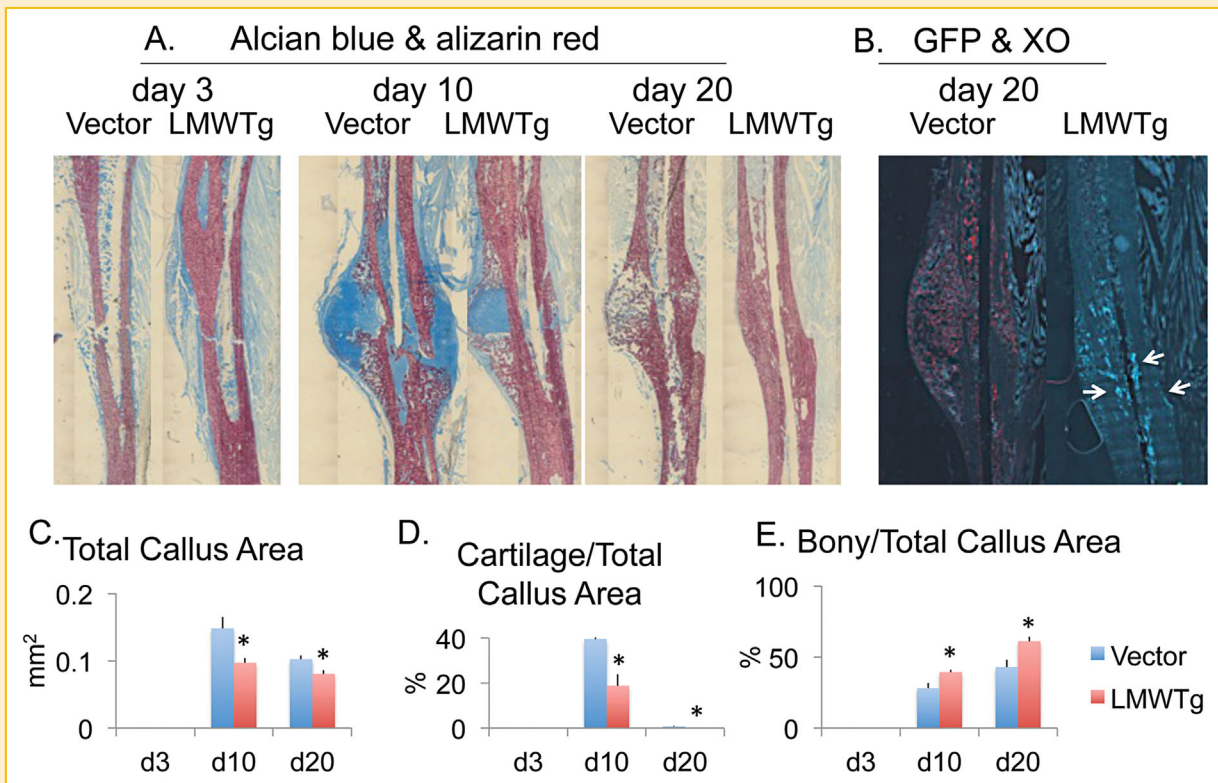 A. Alcian blue & alizarin red
B. GFP & XO
day 3 day 10 day 20
day 20
Vector LMWTg Vector LMWTg Vector LMWTg
Vector LMWTg
C. Total Callus Area
mm²
0.2
0.1
0
d3 d10 d20
*
*
D. Cartilage/Total
Callus Area
%
40
20
0
d3 d10 d20
*
*
E. Bony/Total Callus Area
%
100
50
0
d3 d10 d20
*
*
Vector
LMWTg